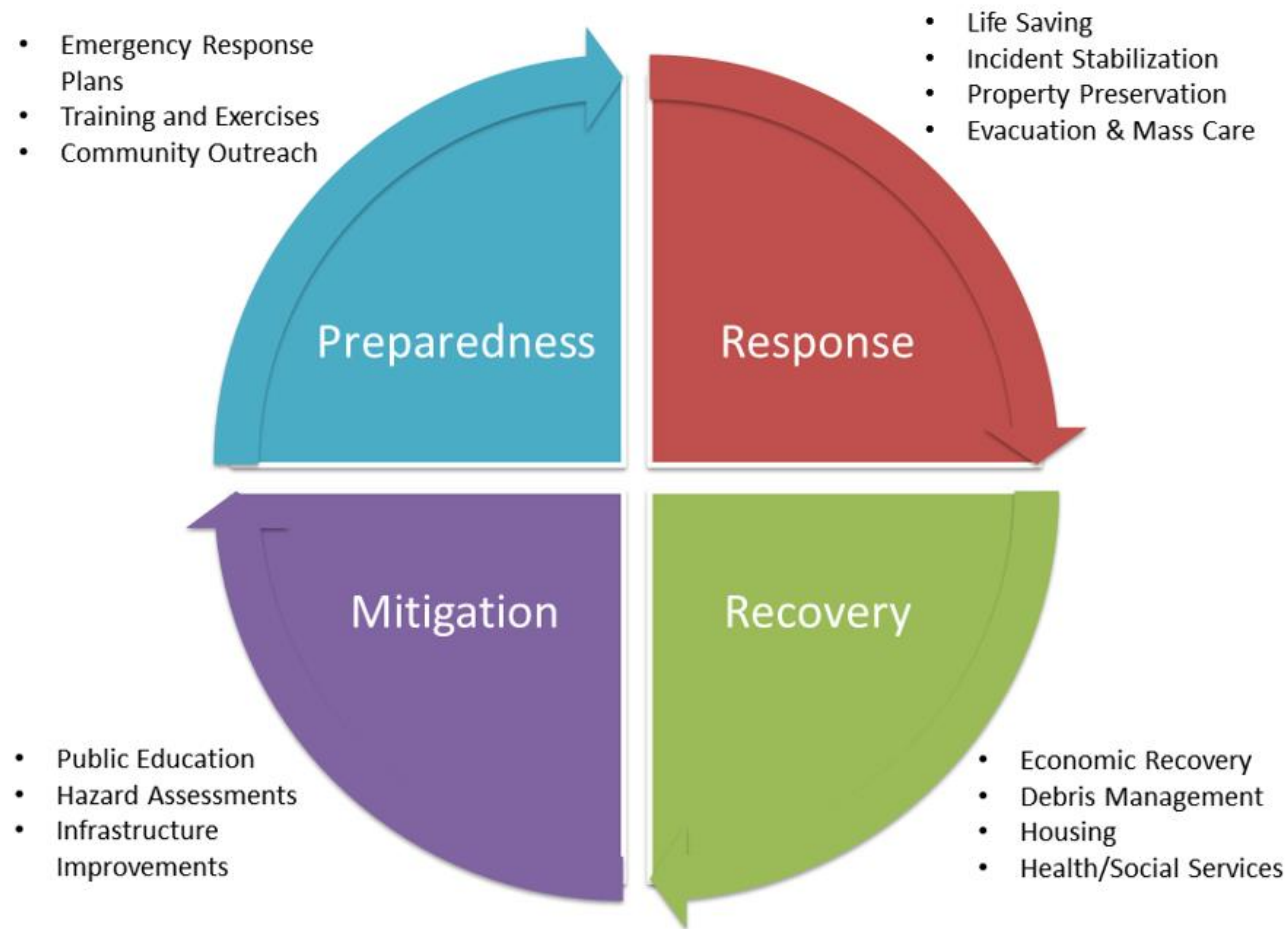 • Emergency Response
Plans
• Training and Exercises
• Community Outreach
• Life Saving
• Incident Stabilization
• Property Preservation
• Evacuation & Mass Care
Preparedness
Response
Mitigation
Recovery
• Public Education
• Hazard Assessments
• Infrastructure
Improvements
• Economic Recovery
• Debris Management
• Housing
• Health/Social Services